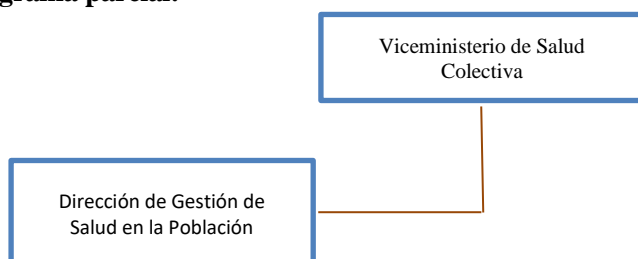 grama parcial.
Viceministerio de Salud
Colectiva
Dirección de Gestión de
Salud en la Población